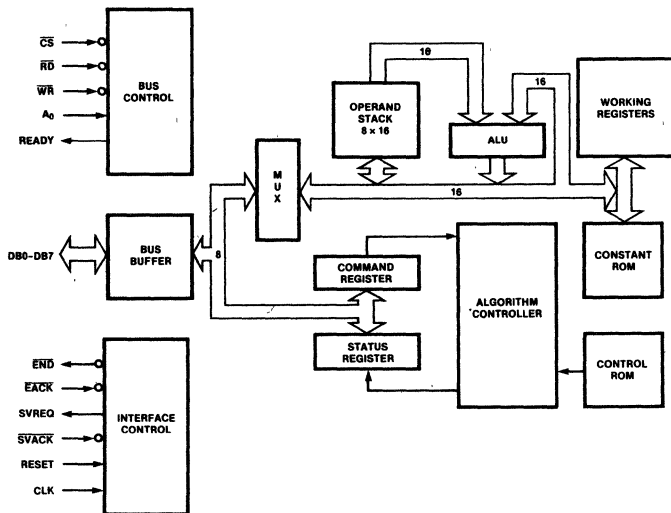 CS
RD
WR
A0
READY
BUS
CONTROL
OPERAND
STACK
8 × 16
16
16
ALU
WORKING
REGISTERS
MUX
16
DB0-DB7
BUS
BUFFER
8
COMMAND
REGISTER
STATUS
REGISTER
ALGORITHM
CONTROLLER
CONSTANT
ROM
CONTROL
ROM
END
EACK
SVREQ
SVACK
RESET
CLK
INTERFACE
CONTROL